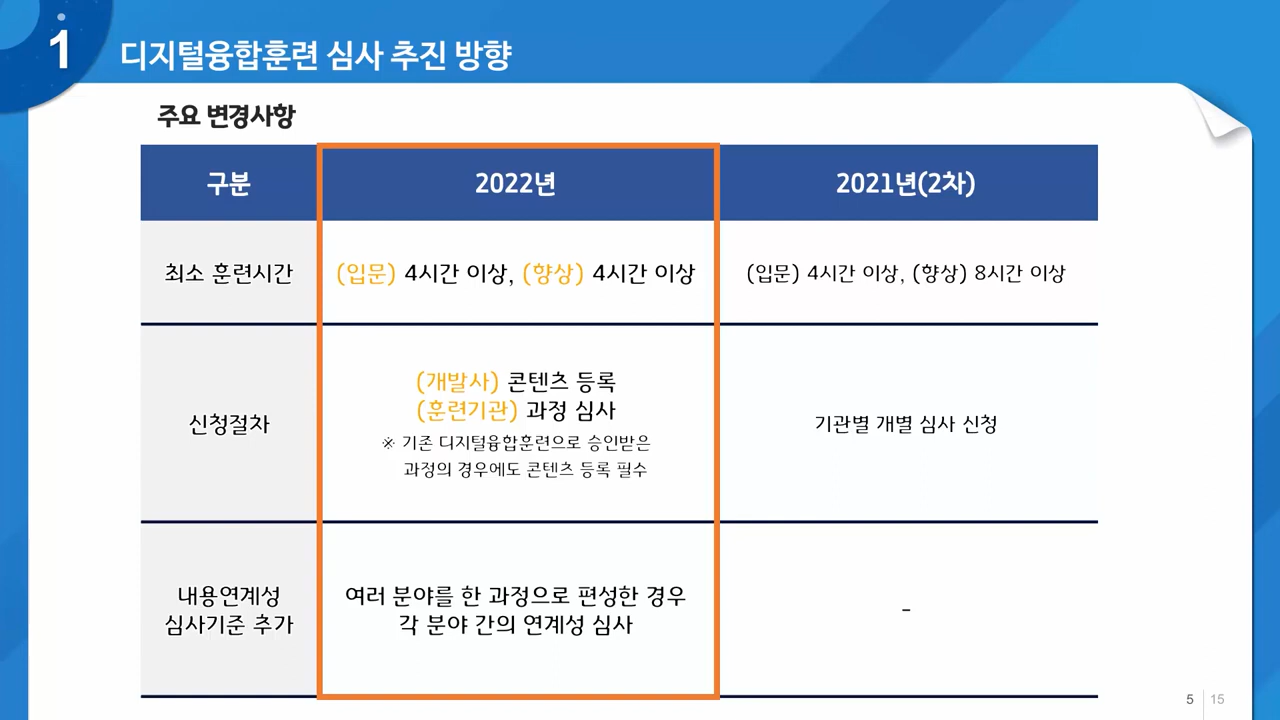 1
디지털융합훈련 심사 추진 방향
주요 변경사항
구분
2022년
2021년(2차)
최소 훈련시간
(입문) 4시간 이상, (향상) 4시간 이상
(입문) 4시간 이상, (향상) 8시간 이상
신청절차
(개발사) 콘텐츠 등록
(훈련기관) 과정 심사
※ 기존 디지털융합훈련으로 승인받은
과정의 경우에도 콘텐츠 등록 필수
기관별 개별 심사 신청
내용연계성
심사기준 추가
여러 분야를 한 과정으로 편성한 경우
각 분야 간의 연계성 심사
-
5 15